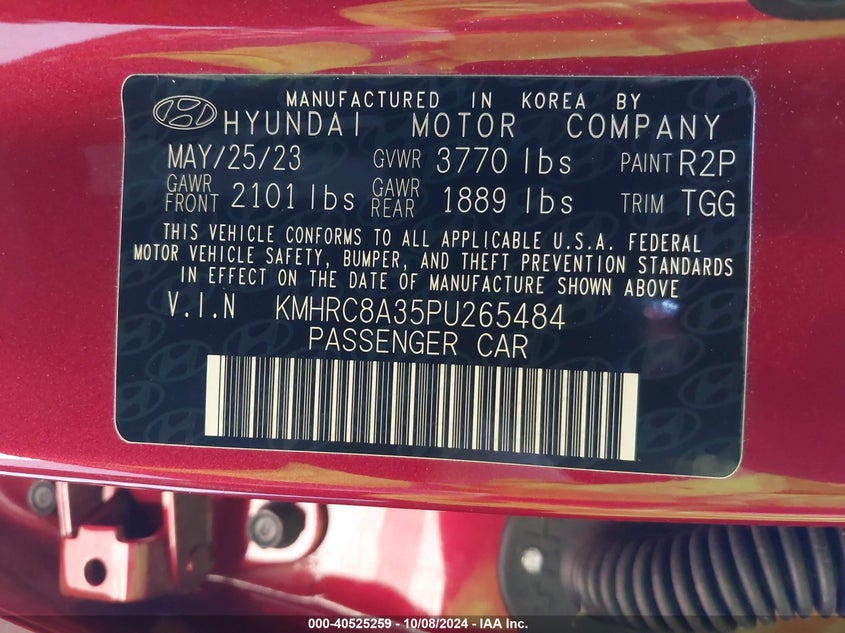 MANUFACTURED IN KOREA BY
HYUNDAI MOTOR COMPANY
MAY/25/23 GVWR 3770 lbs PAINT R2P
GAWR FRONT 2101 lbs GAWR REAR 1889 lbs TRIM TGG
THIS VEHICLE CONFORMS TO ALL APPLICABLE U.S.A. FEDERAL
MOTOR VEHICLE SAFETY, BUMPER, AND THEFT PREVENTION STANDARDS
IN EFFECT ON THE DATE OF MANUFACTURE SHOWN ABOVE
V.I.N KMHRC8A35PU265484
PASSENGER CAR
000-40525259 - 10/08/2024 - IAA Inc.